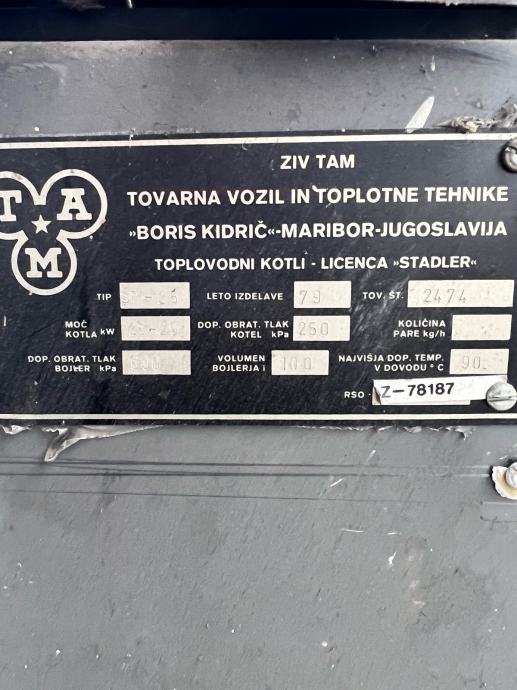 ZIV TAM
TOVARNA VOZIL IN TOPLOTNE TEHNIKE
»BORIS KIDRIČ«-MARIBOR-JUGOSLAVIJA
TOPLOVODNI KOTLI - LICENCA »STADLER«
T A
M
TIP LETO IZDELAVE 79 TOV. ŠT. 2474
MOČ KOTLA kW DOP. OBRAT. TLAK KOTEL kPa 250 KOLIČINA PARE kg/h
DOP. OBRAT. TLAK BOJLER kPa VOLUMEN BOJLERJA l 100 NAJVIŠJA DOP. TEMP. V DOVODU °C 90
RSO - Z-78187